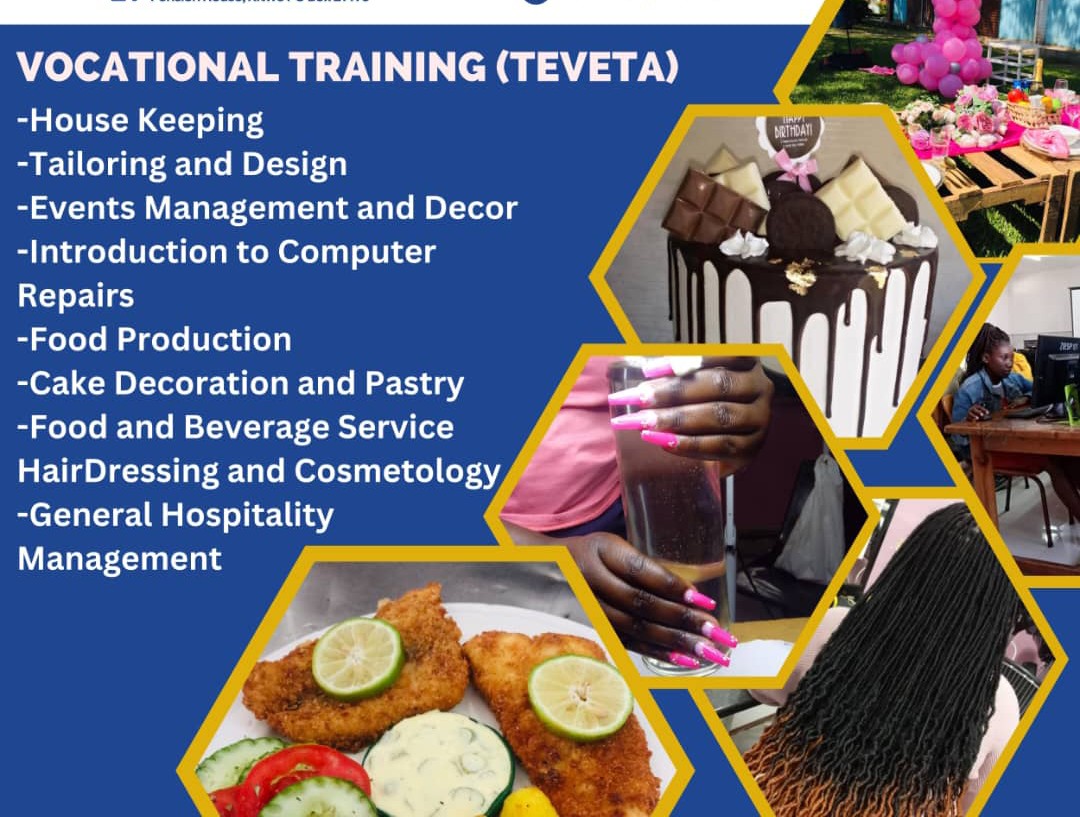 VOCATIONAL TRAINING (TEVETA)
-House Keeping
-Tailoring and Design
-Events Management and Decor
-Introduction to Computer
Repairs
-Food Production
-Cake Decoration and Pastry
-Food and Beverage Service
HairDressing and Cosmetology
-General Hospitality
Management
HAPPY
BIRTHDAY!